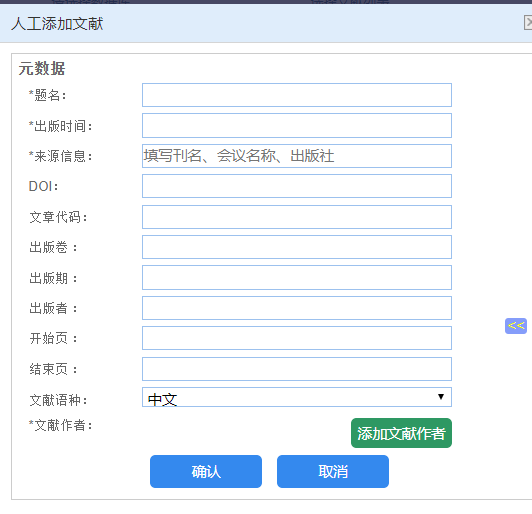 人工添加文献
元数据
*题名：
*出版时间：
*来源信息： 填写刊名、会议名称、出版社
DOI：
文章代码：
出版卷：
出版期：
出版者：
开始页：
<<
结束页：
文献语种： 中文
*文献作者： 添加文献作者
确认 取消